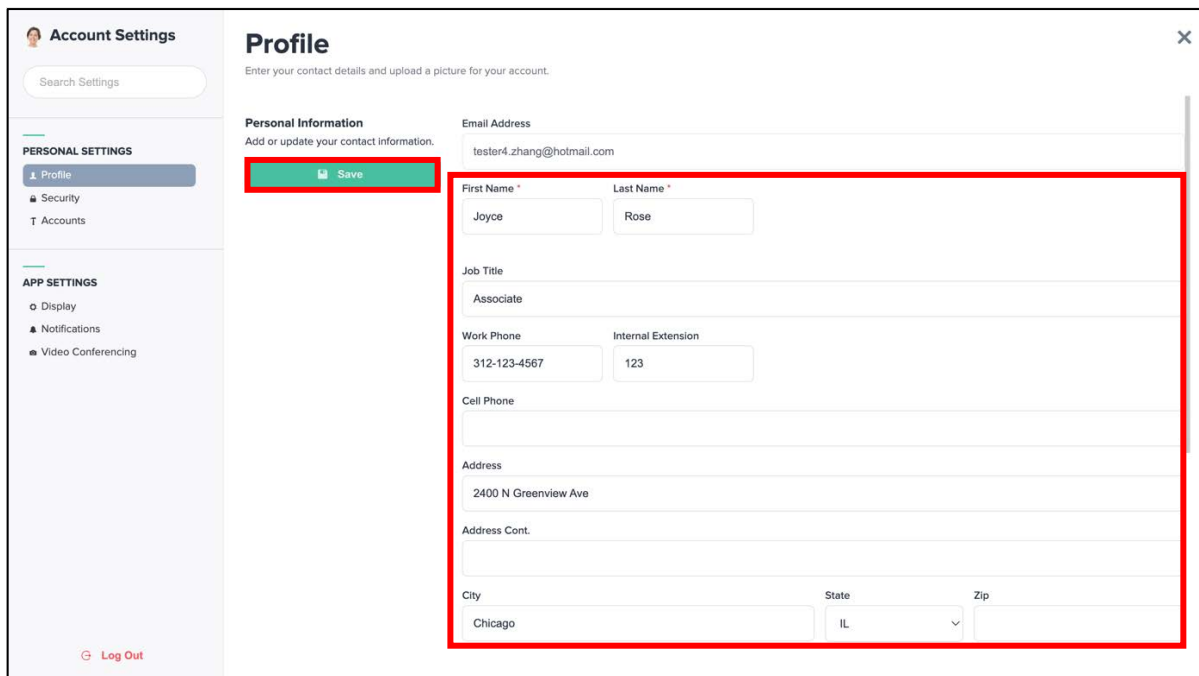 Account Settings
Search Settings
PERSONAL SETTINGS
Profile
Security
Accounts
APP SETTINGS
Display
Notifications
Video Conferencing
Log Out
Profile
Enter your contact details and upload a picture for your account.
Personal Information
Add or update your contact information.
Save
Email Address
tester4.zhang@hotmail.com
First Name * Last Name *
Joyce Rose
Job Title
Associate
Work Phone Internal Extension
312-123-4567 123
Cell Phone
Address
2400 N Greenview Ave
Address Cont.
City State Zip
Chicago IL